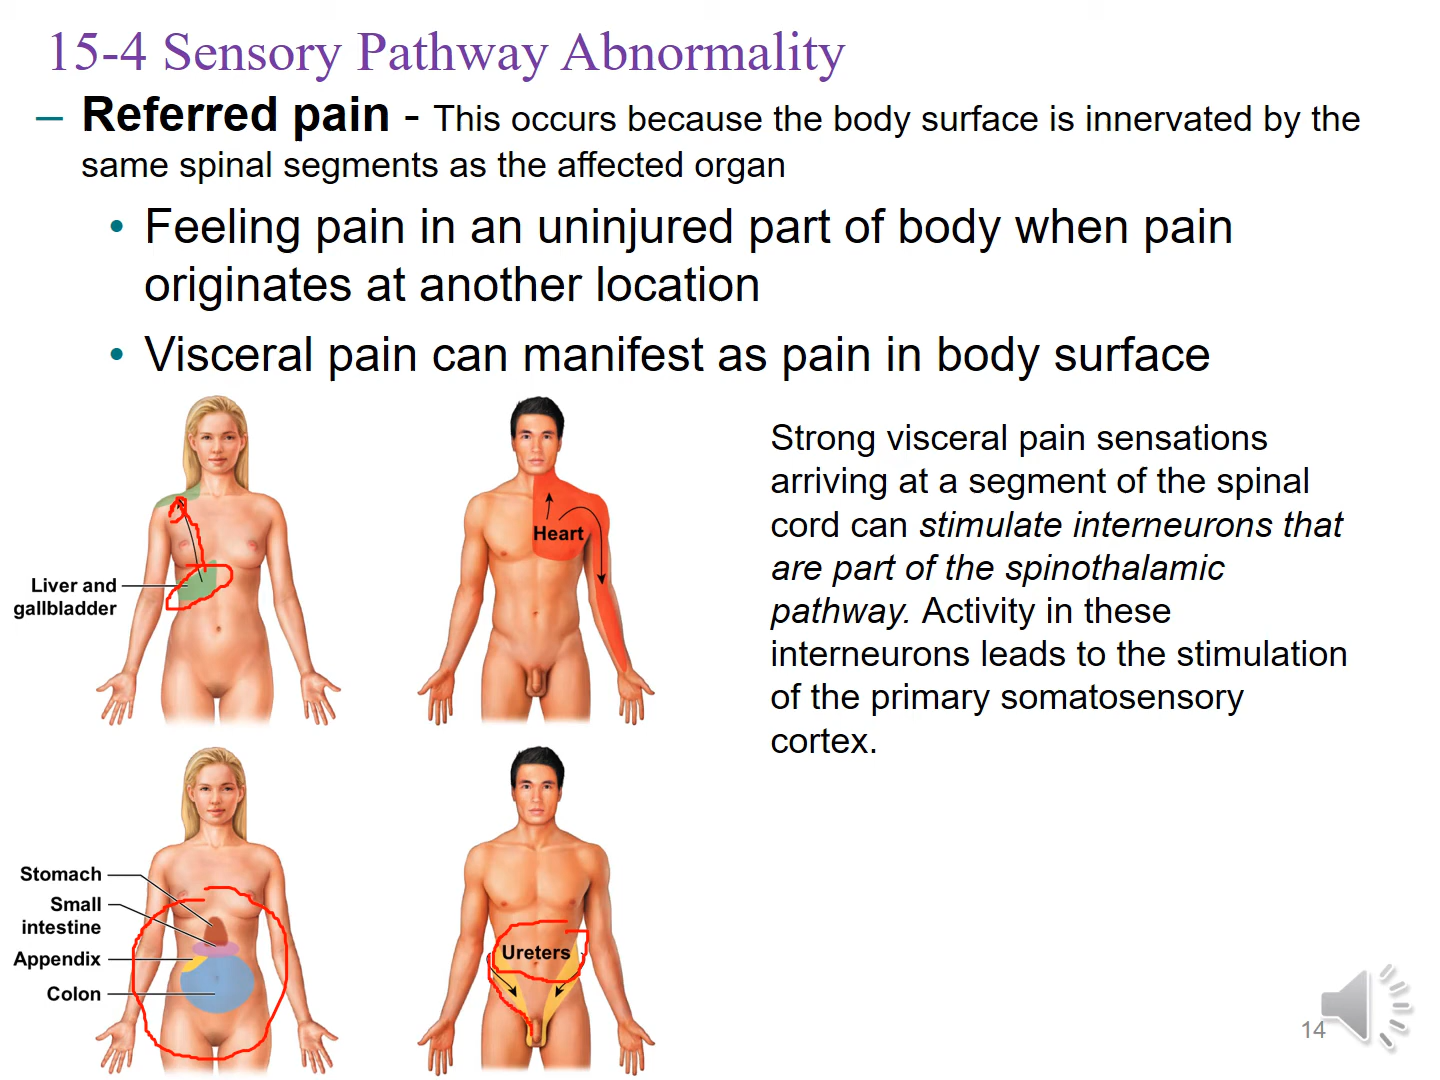 15-4 Sensory Pathway Abnormality
– Referred pain - This occurs because the body surface is innervated by the
same spinal segments as the affected organ
• Feeling pain in an uninjured part of body when pain
originates at another location
• Visceral pain can manifest as pain in body surface
Liver and
gallbladder
Heart
Strong visceral pain sensations
arriving at a segment of the spinal
cord can stimulate interneurons that
are part of the spinothalamic
pathway. Activity in these
interneurons leads to the stimulation
of the primary somatosensory
cortex.
Stomach
Small
intestine
Appendix
Colon
Ureters
14